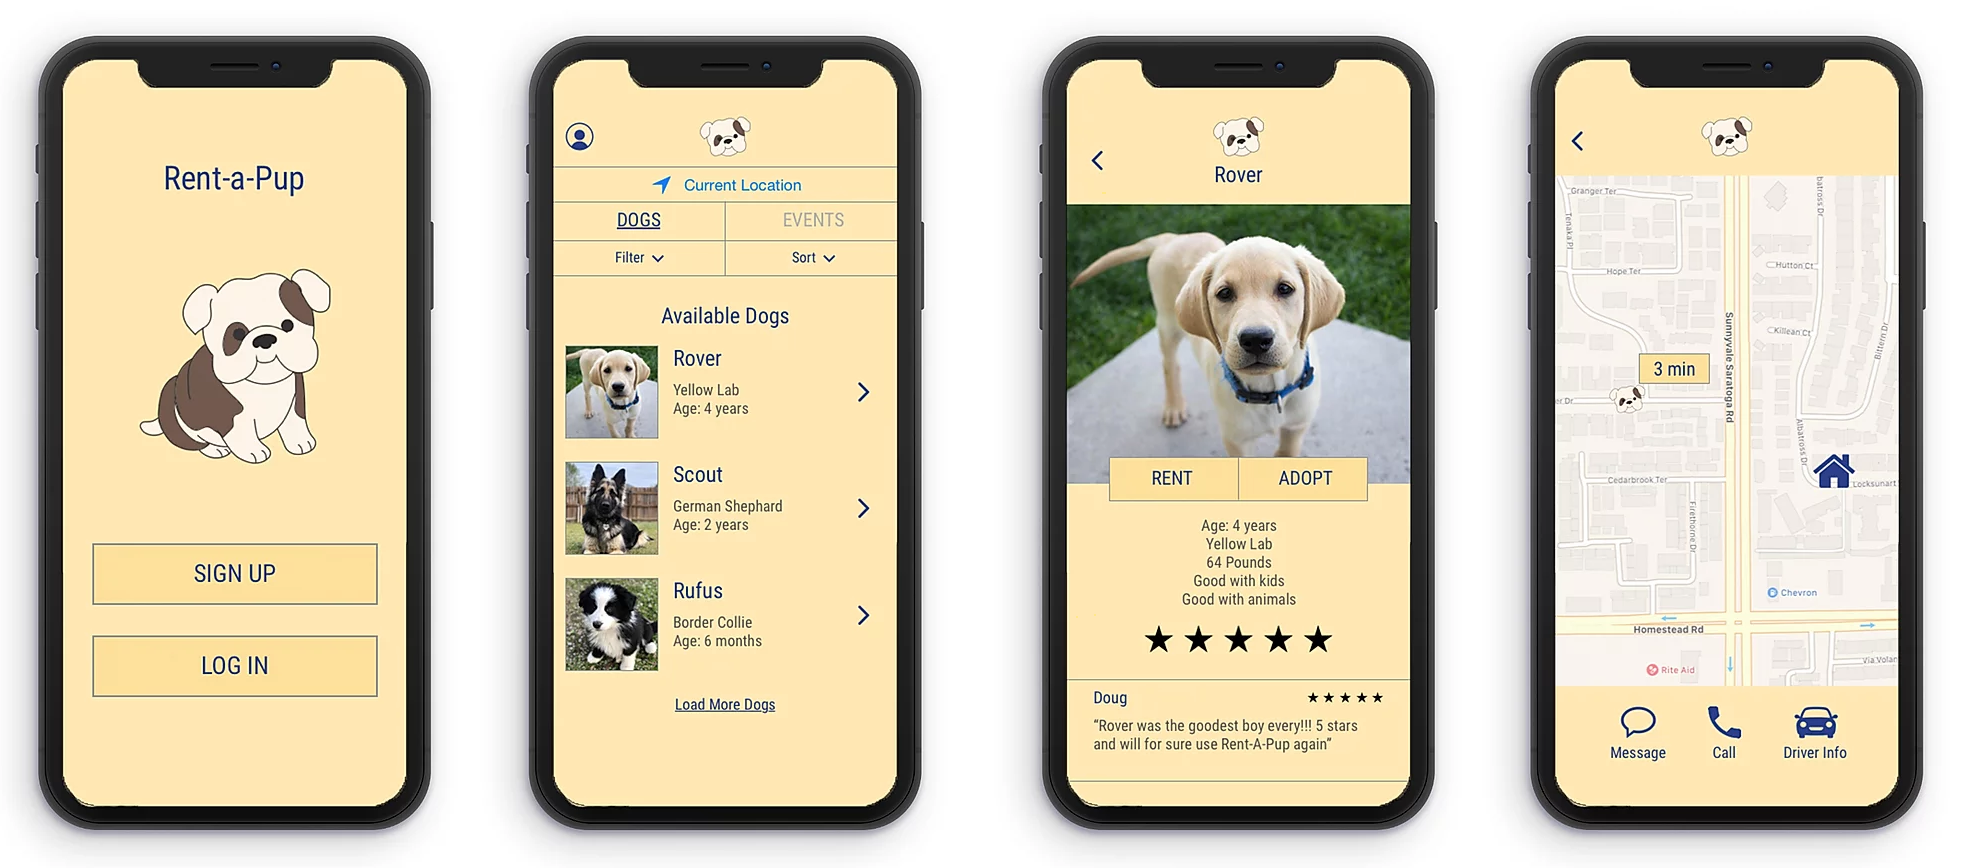 Rent-a-Pup
SIGN UP
LOG IN
Current Location
DOGS
EVENTS
Filter
Sort
Available Dogs
Rover
Yellow Lab
Age: 4 years
Scout
German Shephard
Age: 2 years
Rufus
Border Collie
Age: 6 months
Load More Dogs
Rover
RENT
ADOPT
Age: 4 years
Yellow Lab
64 Pounds
Good with kids
Good with animals
Doug
“Rover was the goodest boy every!!! 5 stars
and will for sure use Rent-A-Pup again”
Granger Ter
batross Dr
Tenaka Pl
Hutton Ct
Hope Ter
Sunnyvale Saratoga Rd
Killean Ct
Bittern Dr
3 min
er Dr
Albatross Dr
Cedarbrook Ter
Locksunart
Firethorne Dr
Chevron
Homestead Rd
Rite Aid
Via Volan
Message
Call
Driver Info